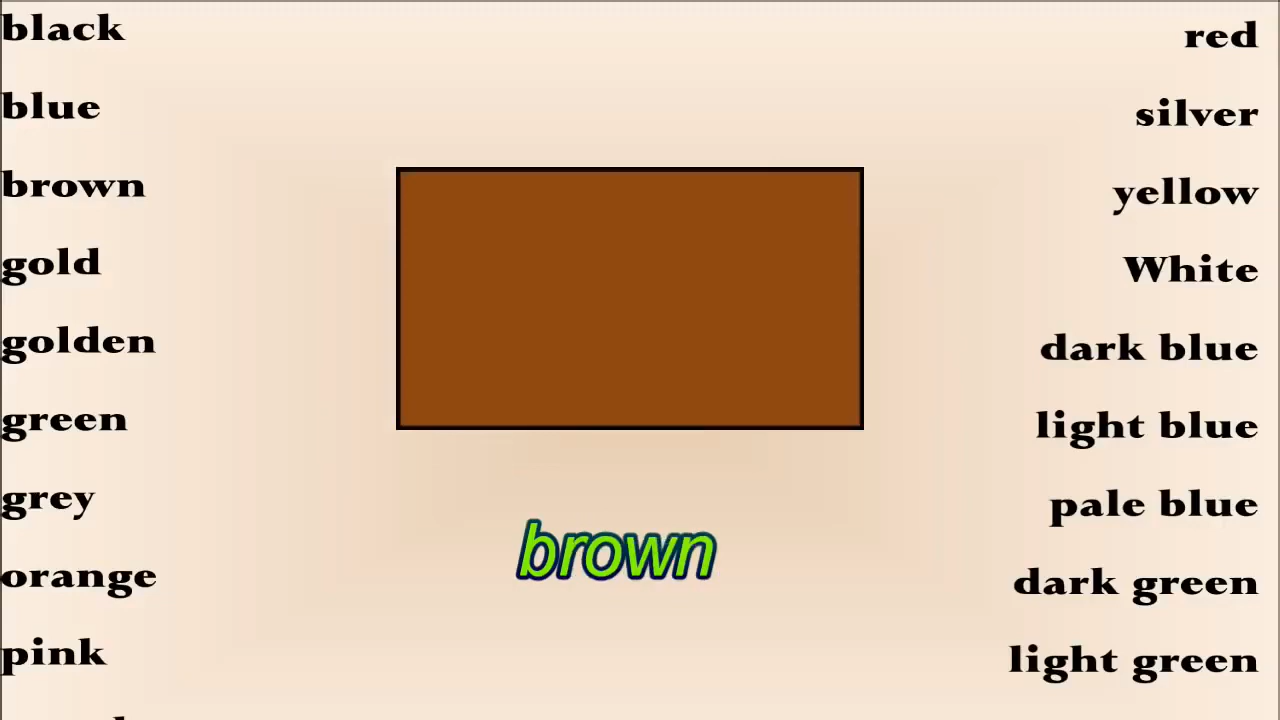 black
blue
brown
gold
golden
green
grey
orange
pink
red
silver
yellow
White
dark blue
light blue
pale blue
dark green
light green
brown